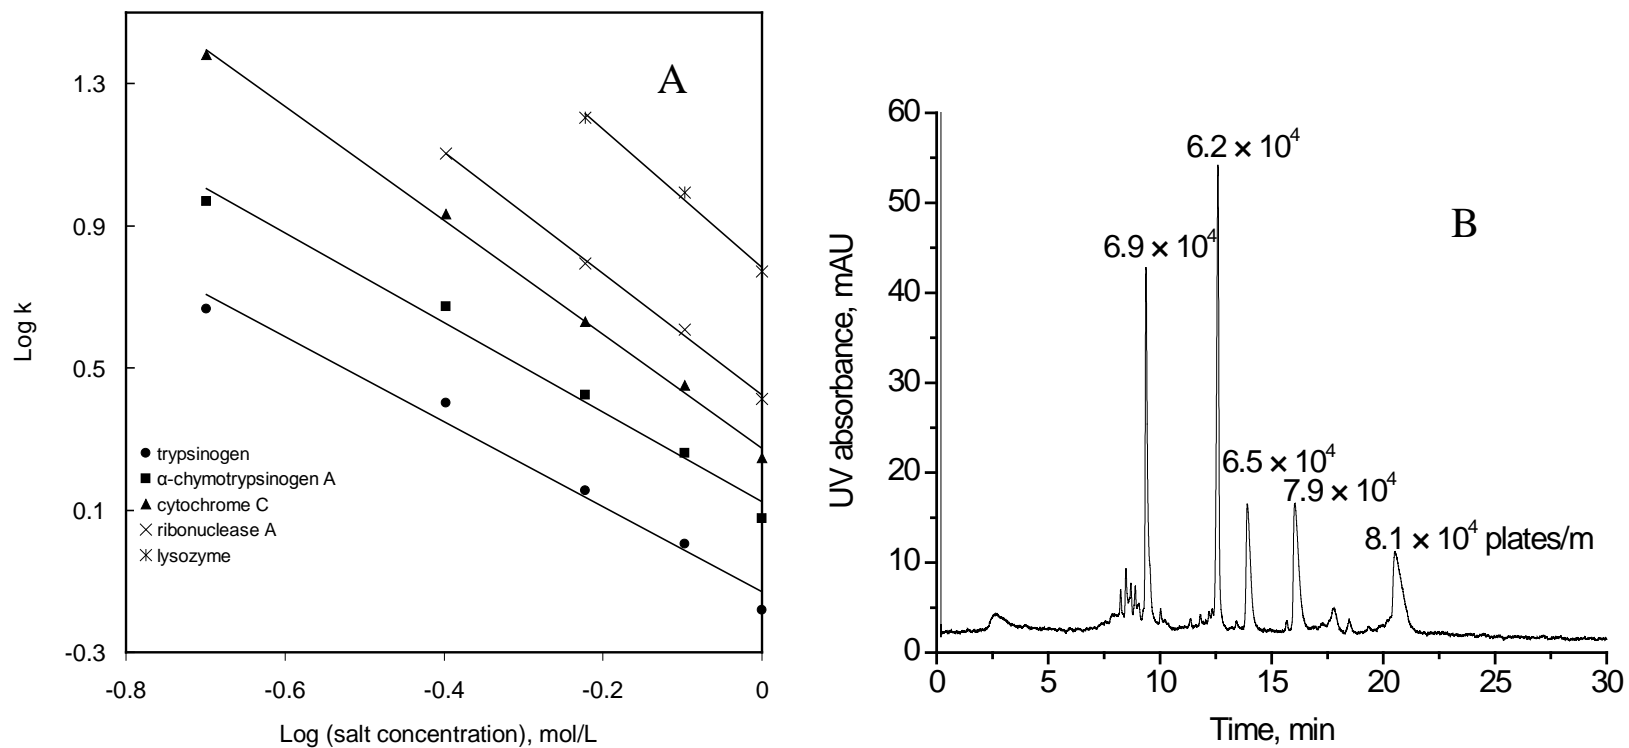 A
1.3
0.9
0.5
0.1
-0.3
Log k
trypsinogen
α-chymotrypsinogen A
cytochrome C
ribonuclease A
lysozyme
-0.8 -0.6 -0.4 -0.2 0
Log (salt concentration), mol/L
B
60
50
40
30
20
10
0
UV absorbance, mAU
6.9 × 10⁴
6.2 × 10⁴
6.5 × 10⁴
7.9 × 10⁴
8.1 × 10⁴ plates/m
0 5 10 15 20 25 30
Time, min